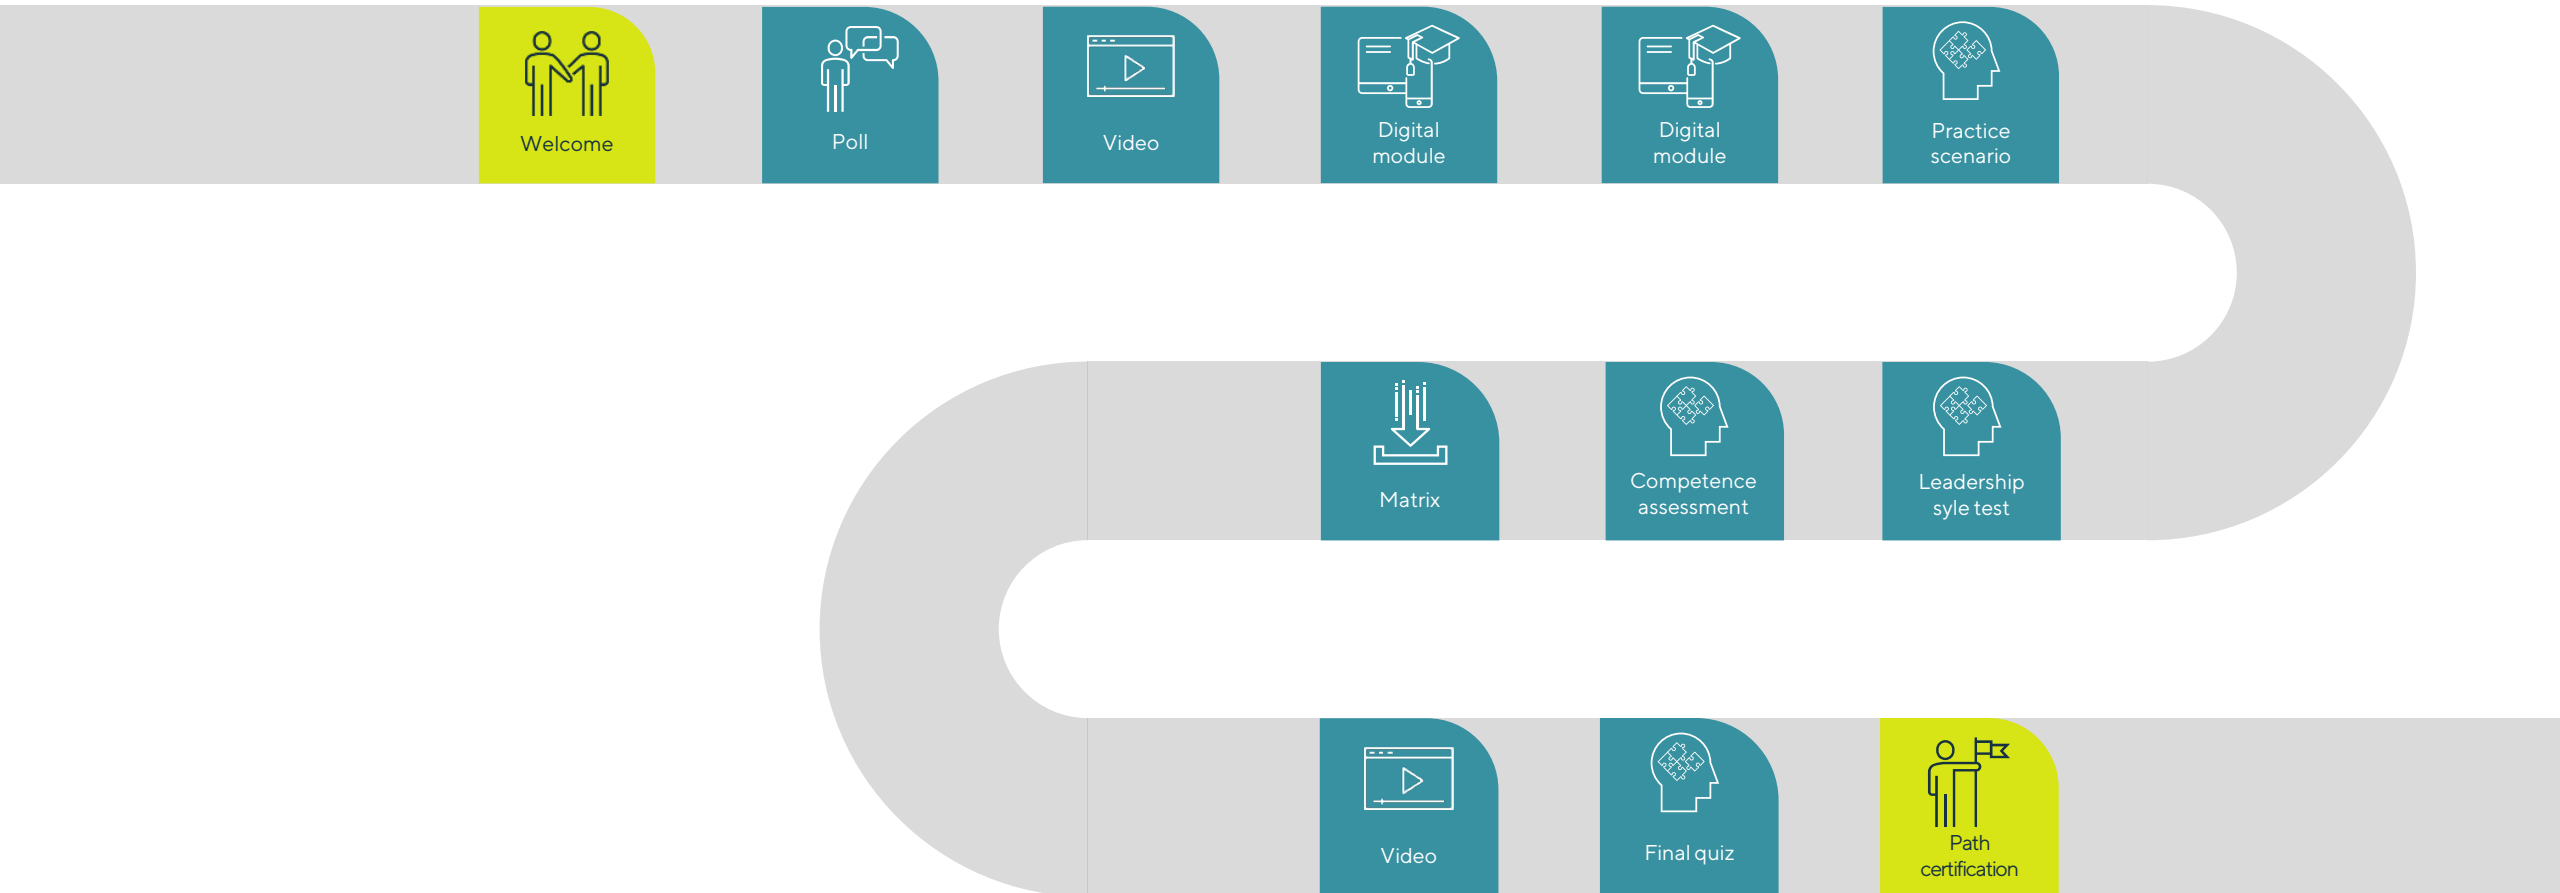 Welcome
Poll
Video
Digital
module
Digital
module
Practice
scenario
Matrix
Competence
assessment
Leadership
syle test
Video
Final quiz
Path
certification